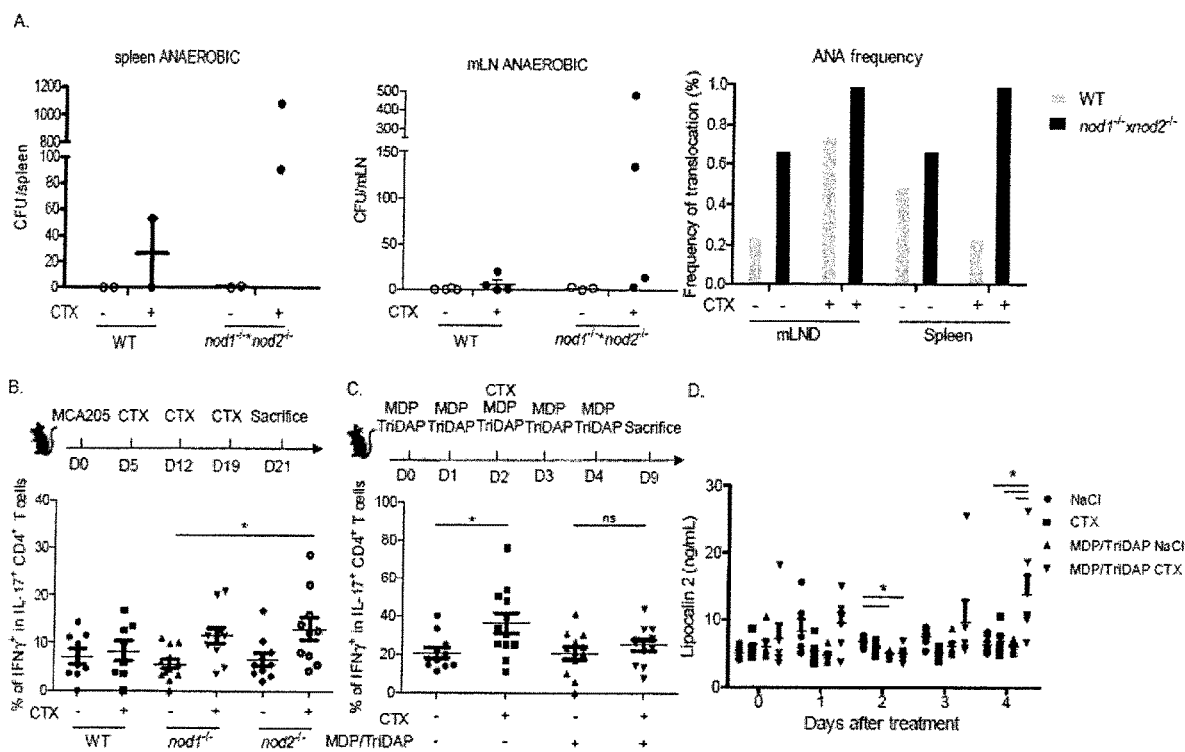 A.
spleen ANAEROBIC
1200
1000
800
600
100
80
60
40
20
0
CFU/spleen
CTX - + - +
WT nod1-/-*nod2-/-
mLN ANAEROBIC
500
400
300
150
100
50
0
CFU/mLN
CTX - + - +
WT nod1-/-*nod2-/-
ANA frequency
1.0
0.8
0.6
0.4
0.2
0.0
Frequency of translocation (%)
CTX - - + + - - + +
mLND Spleen
WT
nod1-/-xnod2-/-
B.
MCA205 CTX CTX CTX Sacrifice
D0 D5 D12 D19 D21
40
30
20
10
0
% of IFNγ+ in IL-17+ CD4+ T cells
*
CTX - + - + - +
WT nod1-/- nod2-/-
C.
CTX
MDP MDP MDP MDP MDP
TriDAP TriDAP TriDAP TriDAP TriDAP Sacrifice
D0 D1 D2 D3 D4 D9
100
80
60
40
20
0
% of IFNγ+ in IL-17+ CD4+ T cells
* ns
CTX - + - +
MDP/TriDAP - - + +
D.
30
20
10
0
Lipocalin 2 (ng/mL)
* *
0 1 2 3 4
Days after treatment
NaCl
CTX
MDP/TriDAP NaCl
MDP/TriDAP CTX